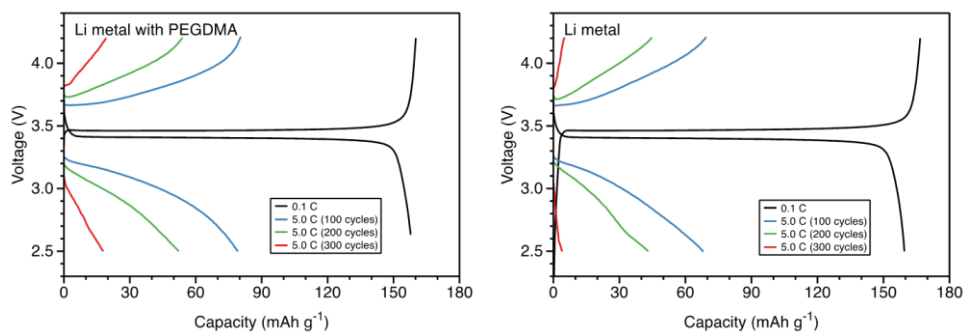 Li metal with PEGDMA
Voltage (V)
4.0
3.5
3.0
2.5
0.1 C
5.0 C (100 cycles)
5.0 C (200 cycles)
5.0 C (300 cycles)
0 30 60 90 120 150 180
Capacity (mAh g⁻¹)
Li metal
Voltage (V)
4.0
3.5
3.0
2.5
0.1 C
5.0 C (100 cycles)
5.0 C (200 cycles)
5.0 C (300 cycles)
0 30 60 90 120 150 180
Capacity (mAh g⁻¹)